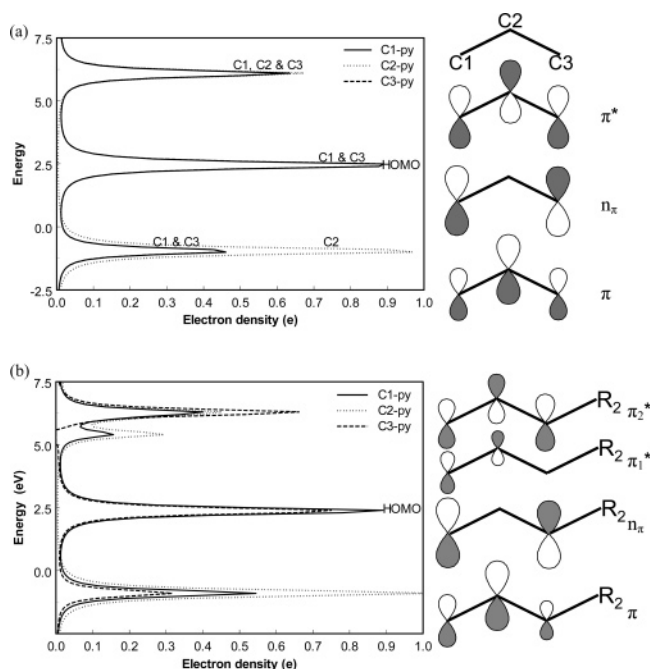 (a)
7.5
5.0
2.5
0.0
-2.5
Energy
C1, C2 & C3
C1 & C3
HOMO
C1 & C3
C2
C1-py
C2-py
C3-py
0.0 0.1 0.2 0.3 0.4 0.5 0.6 0.7 0.8 0.9 1.0
Electron density (e)
C2
C1 C3
π*
nπ
π
(b)
7.5
5.0
2.5
0.0
Energy (eV)
C1-py
C2-py
C3-py
HOMO
0.0 0.1 0.2 0.3 0.4 0.5 0.6 0.7 0.8 0.9 1.0
Electron density (e)
R2 π2*
R2 π1*
R2 nπ
R2 π